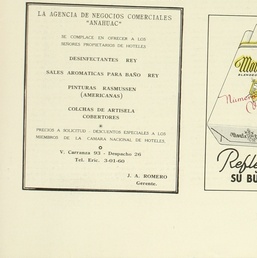 LA AGENCIA DE NEGOCIOS COMERCIALES
"ANAHUAC"
SE COMPLACE EN OFRECER A LOS
SEÑORES PROPIETARIOS DE HOTELES
DESINFECTANTES REY
SALES AROMATICAS PARA BAÑO REY
PINTURAS RASMUSSEN
(AMERICANAS)
COLCHAS DE ARTISELA
COBERTORES
PRECIOS A SOLICITUD - DESCUENTOS ESPECIALES A LOS
MIEMBROS DE LA CAMARA NACIONAL DE HOTELES.
V. Carranza 93 - Despacho 26
Tel. Eric. 3-01-60
J. A. ROMERO
Gerente.
SU BU